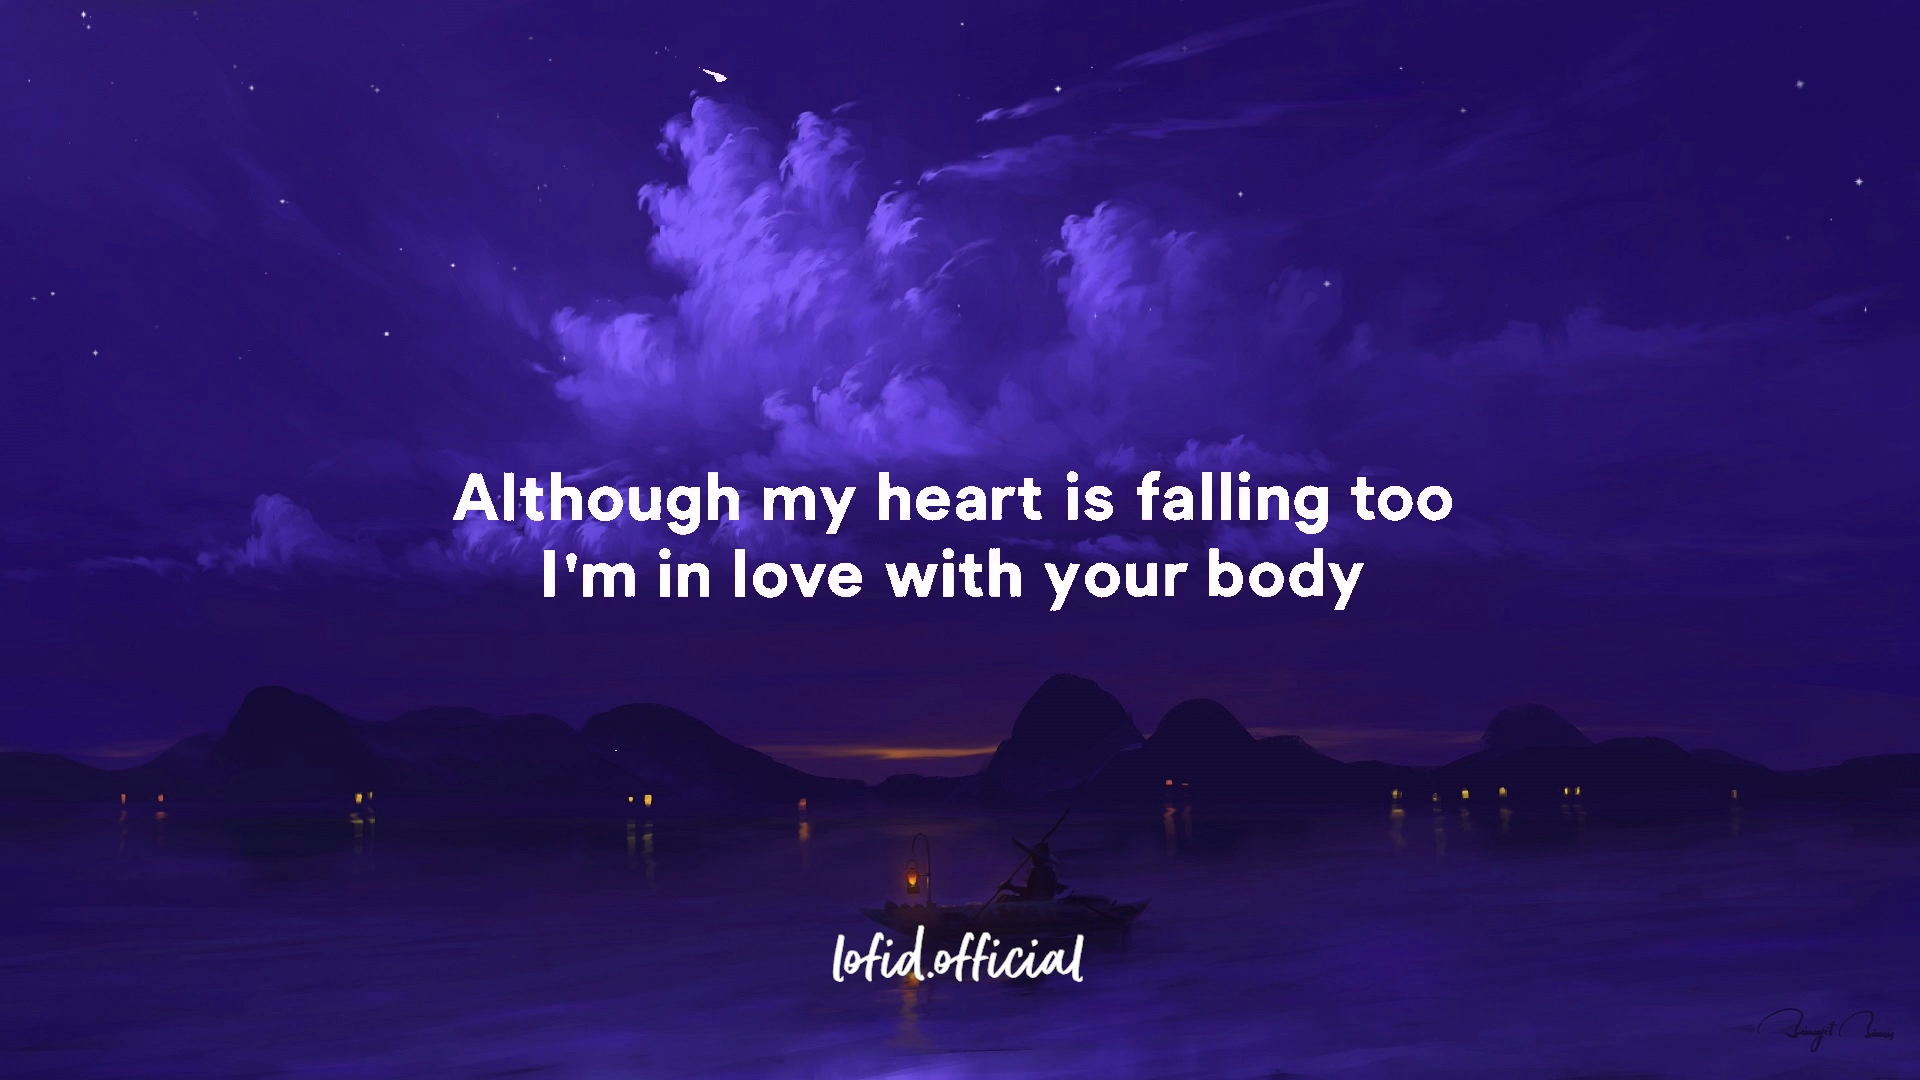 Although my heart is falling too
I'm in love with your body
lofid.official